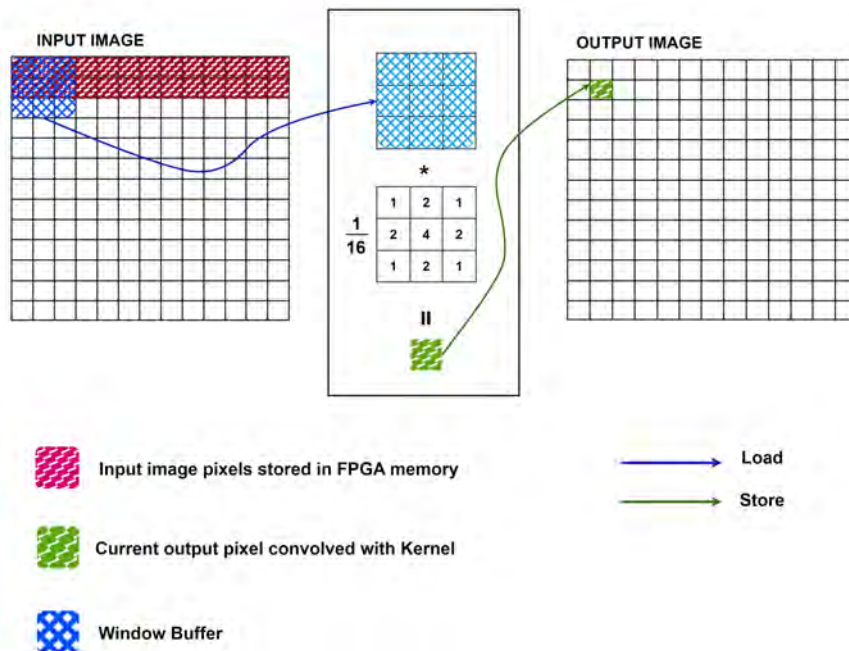 INPUT IMAGE
OUTPUT IMAGE
*
1 2 1
1
16
2 4 2
1 2 1
=
Input image pixels stored in FPGA memory
Load
Store
Current output pixel convolved with Kernel
Window Buffer